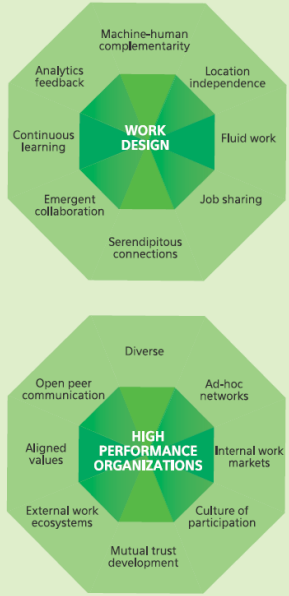 Machine-human
complementarity
Analytics
feedback
Location
independence
Continuous
learning
WORK
DESIGN
Fluid work
Emergent
collaboration
Job sharing
Serendipitous
connections
Diverse
Open peer
communication
Ad-hoc
networks
Aligned
values
HIGH
PERFORMANCE
ORGANIZATIONS
Internal work
markets
External work
ecosystems
Culture of
participation
Mutual trust
development